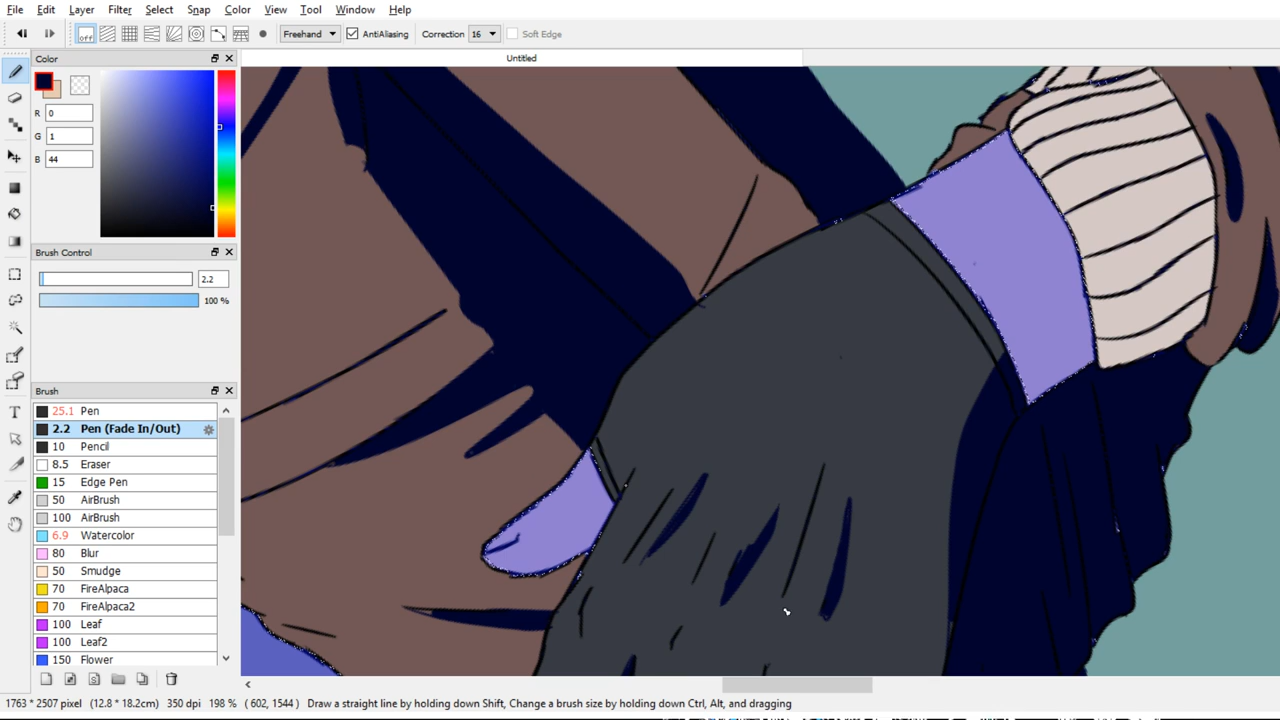 File Edit Layer Filter Select Snap Color View Tool Window Help
off Freehand AntiAliasing Correction 16 Soft Edge
Untitled
Color
R 0
G 1
B 44
Brush Control
2.2
100 %
Brush
25.1 Pen
2.2 Pen (Fade In/Out)
10 Pencil
8.5 Eraser
15 Edge Pen
50 AirBrush
100 AirBrush
6.9 Watercolor
80 Blur
50 Smudge
70 FireAlpaca
70 FireAlpaca2
100 Leaf
100 Leaf2
150 Flower
1763 * 2507 pixel (12.8 * 18.2cm) 350 dpi 198 % ( 602, 1544 ) Draw a straight line by holding down Shift, Change a brush size by holding down Ctrl, Alt, and dragging